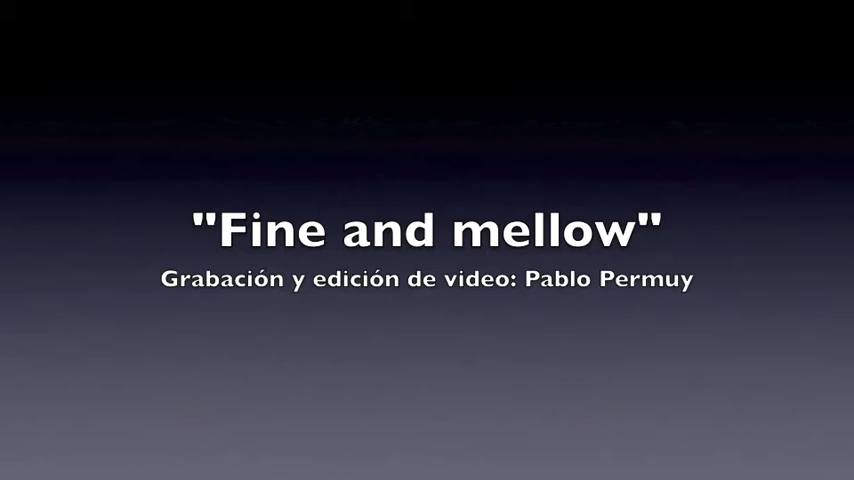 "Fine and mellow"
Grabación y edición de video: Pablo Permuy